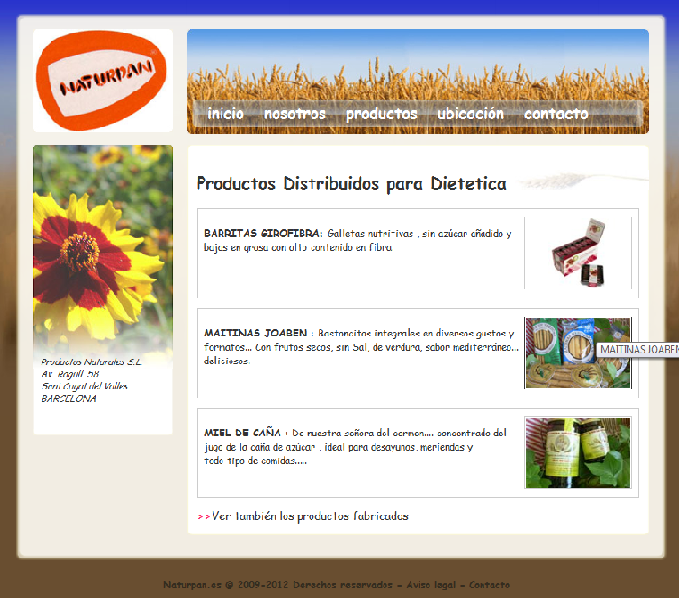 NATURPAN
inicio nosotros productos ubicación contacto
Productos Distribuidos para Dietetica
BARRITAS GIROFIBRA: Galletas nutritivas , sin azúcar añadido y
bajas en grasa con alto contenido en fibra
MAITINAS JOABEN : Bastoncitos integrales en diversos gustos y
formatos... Con frutos secos, sin Sal, de verdura, sabor mediterráneo...
deliciosos.
MAITINAS JOABEN
MIEL DE CAÑA : De nuestra señora del carmen.... concentrado del
jugo de la caña de azúcar , ideal para desayunos, meriendas y
todo tipo de comidas.....
>>Ver también los productos fabricados
Productos Naturales S.L
Av. Ragull 58
Sant Cugat del Valles
BARCELONA
Naturpan.es @ 2009-2012 Derechos reservados - Aviso legal - Contacto